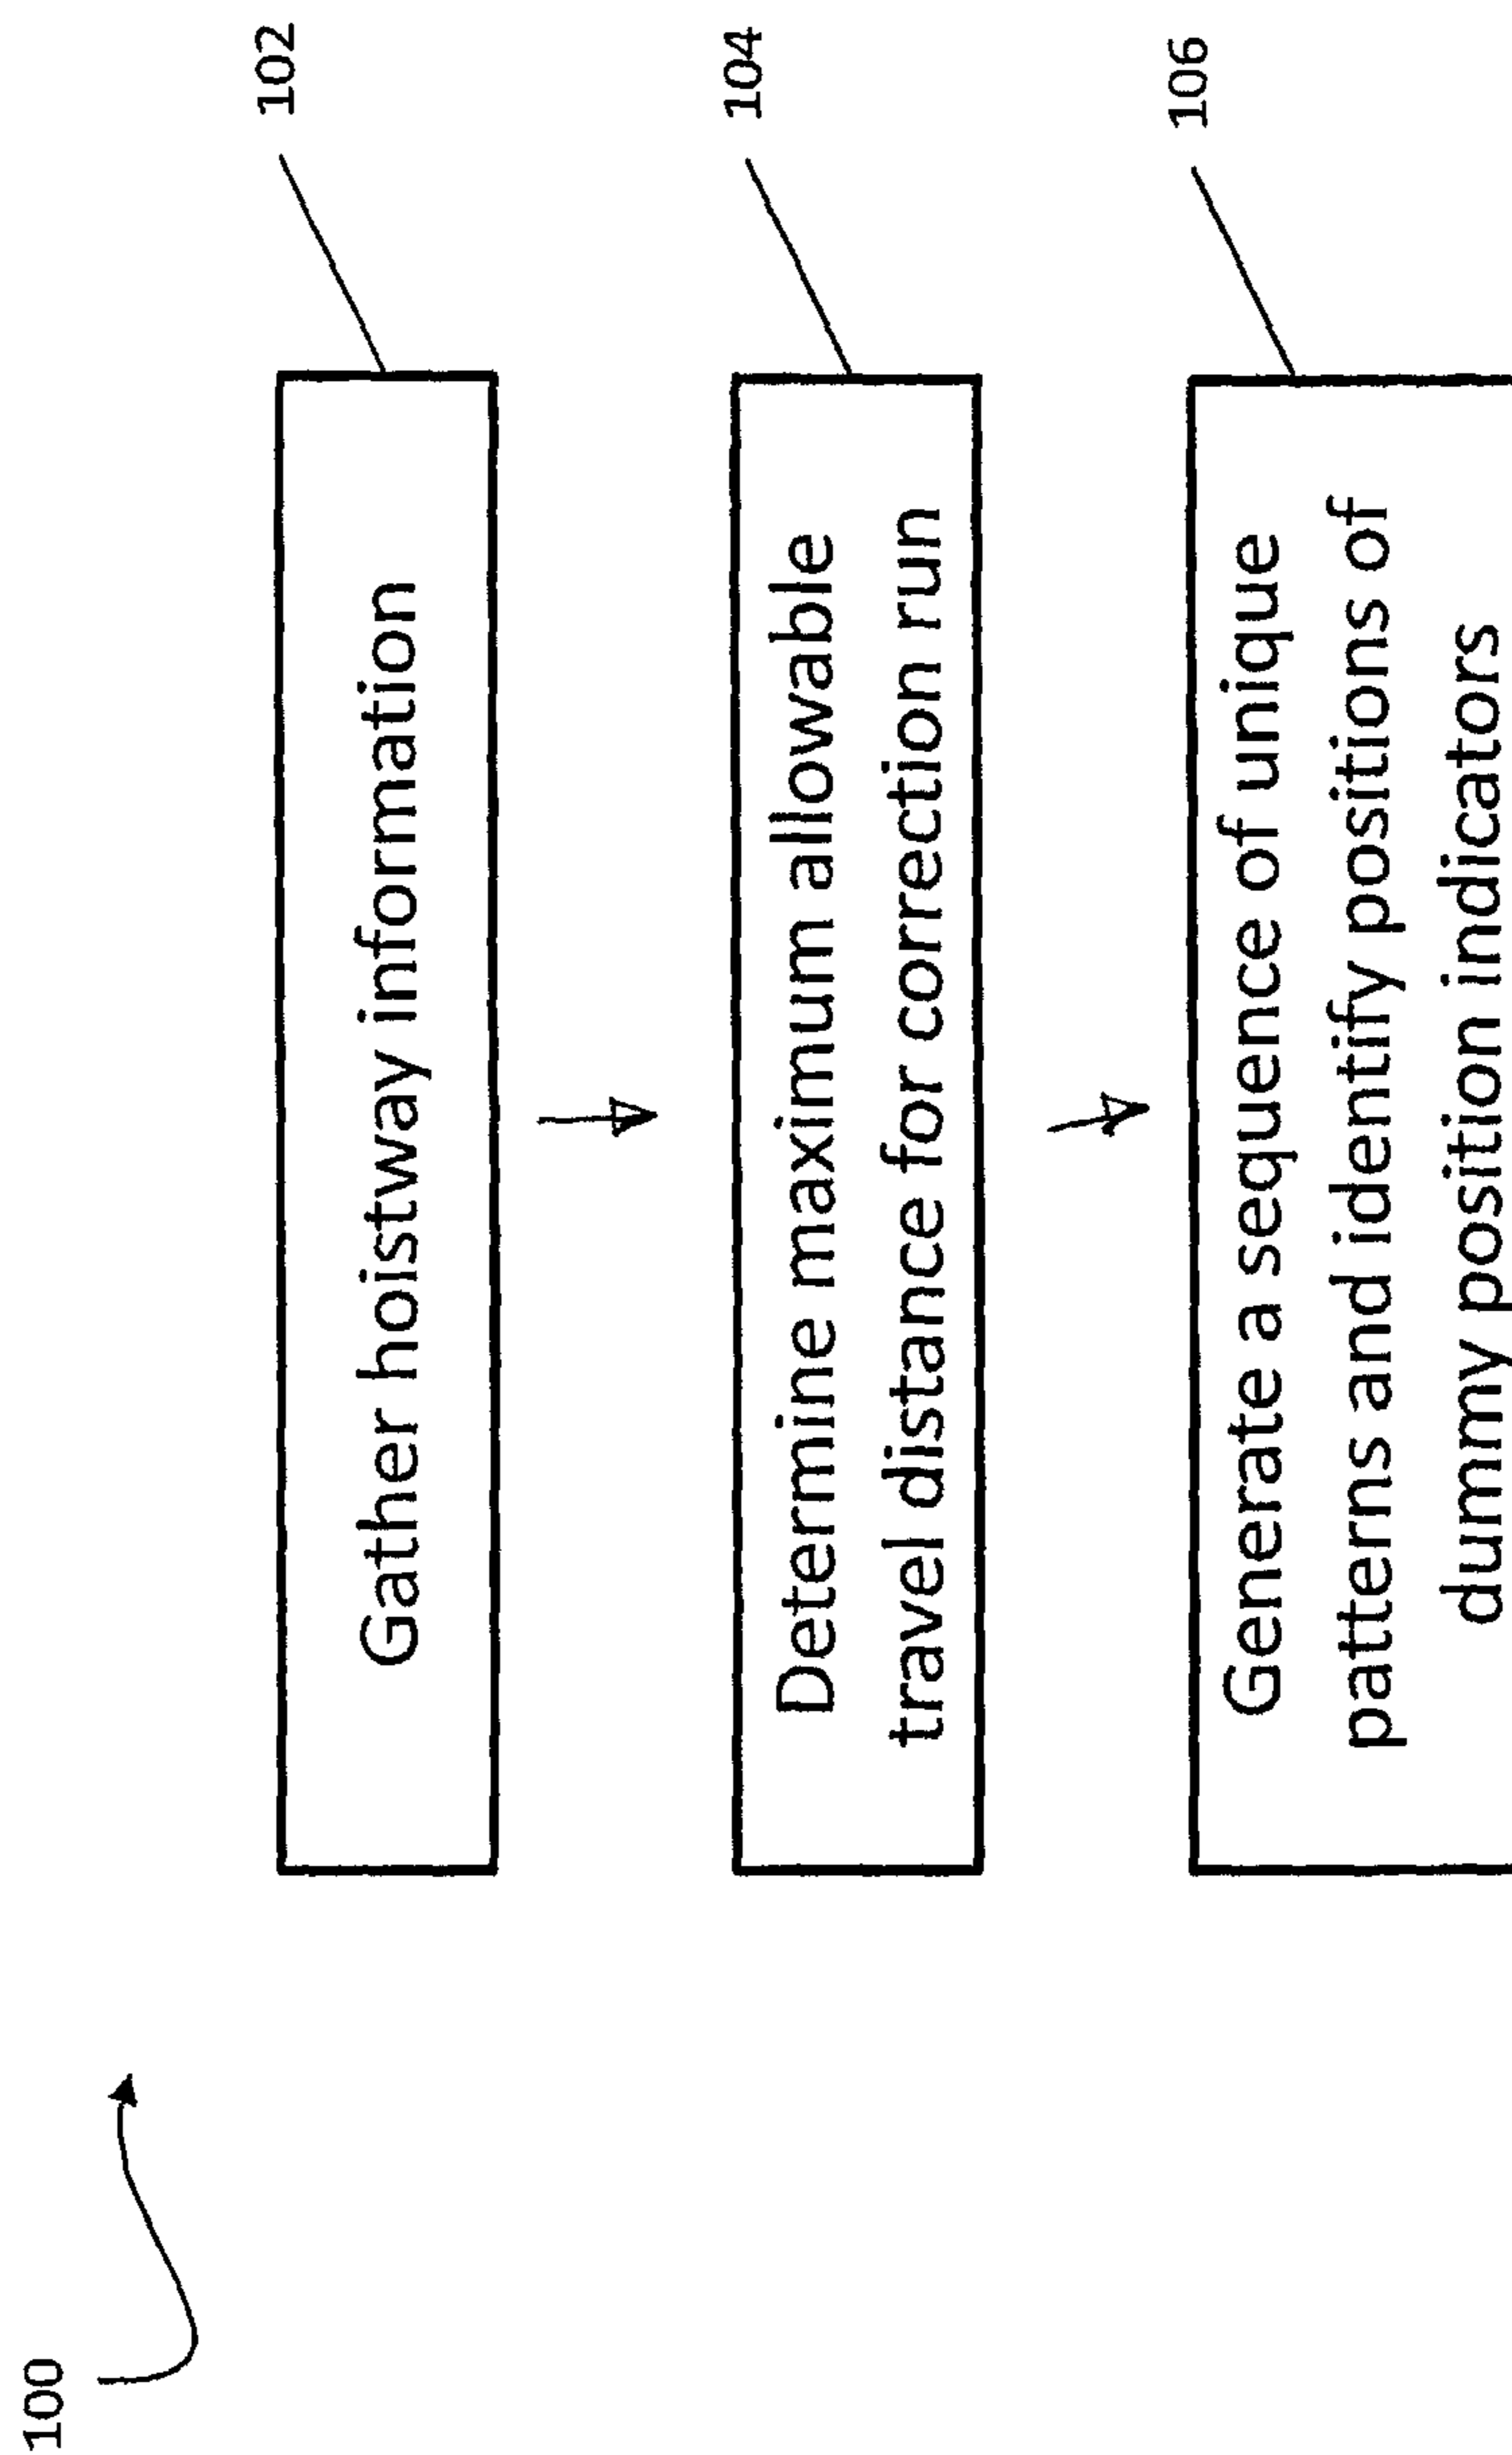 100
102
Gather hoistway information
104
Determine maximum allowable
travel distance for correction run
106
Generate a sequence of unique
patterns and identify positions of
dummy position indicators